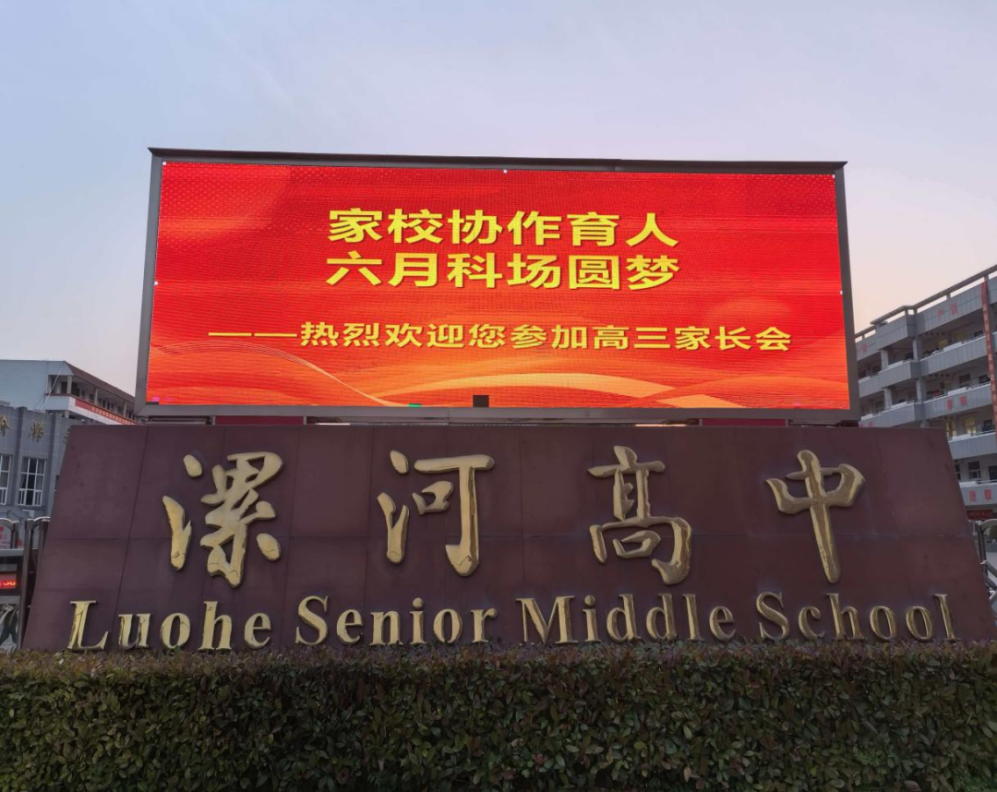 家校协作育人
六月科场圆梦
——热烈欢迎您参加高三家长会
漯河高中
Luohe Senior Middle School